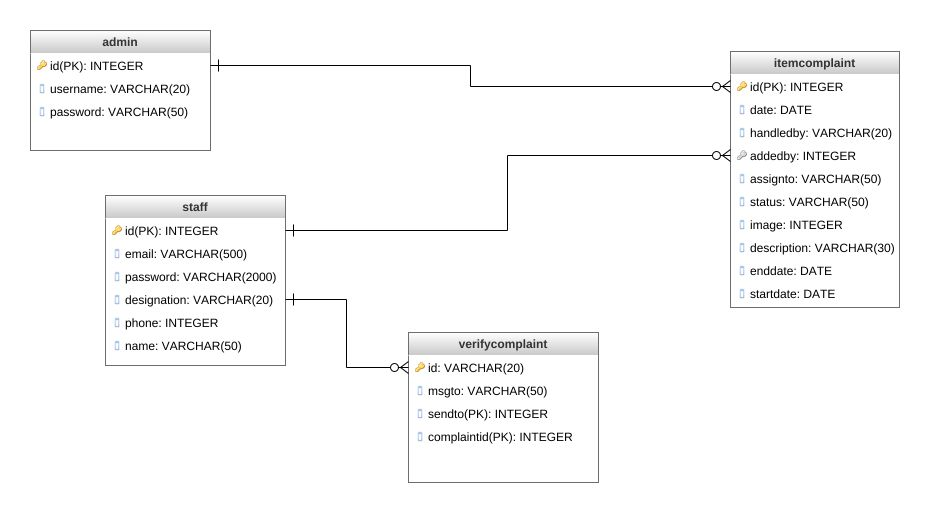 admin
id(PK): INTEGER
username: VARCHAR(20)
password: VARCHAR(50)
itemcomplaint
id(PK): INTEGER
date: DATE
handledby: VARCHAR(20)
addedby: INTEGER
assignto: VARCHAR(50)
status: VARCHAR(50)
image: INTEGER
description: VARCHAR(30)
enddate: DATE
startdate: DATE
staff
id(PK): INTEGER
email: VARCHAR(500)
password: VARCHAR(2000)
designation: VARCHAR(20)
phone: INTEGER
name: VARCHAR(50)
verifycomplaint
id: VARCHAR(20)
msgto: VARCHAR(50)
sendto(PK): INTEGER
complaintid(PK): INTEGER